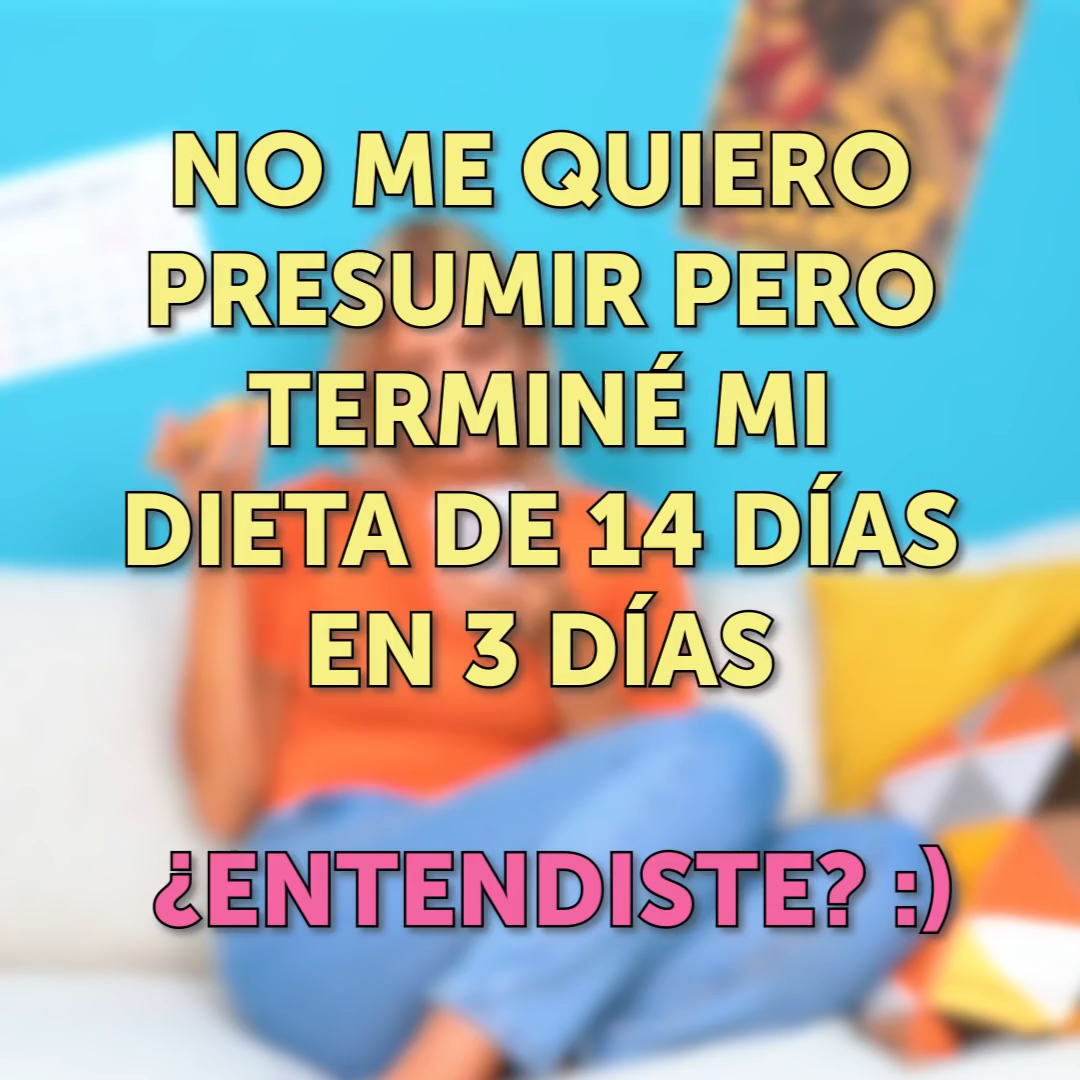 NO ME QUIERO
PRESUMIR PERO
TERMINÉ MI
DIETA DE 14 DÍAS
EN 3 DÍAS
¿ENTENDISTE? :)